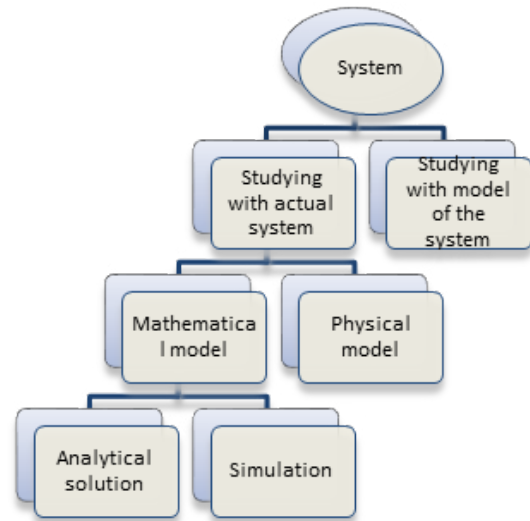 System
Studying
with actual
system
Studying
with model
of the
system
Mathematica
l model
Physical
model
Analytical
solution
Simulation